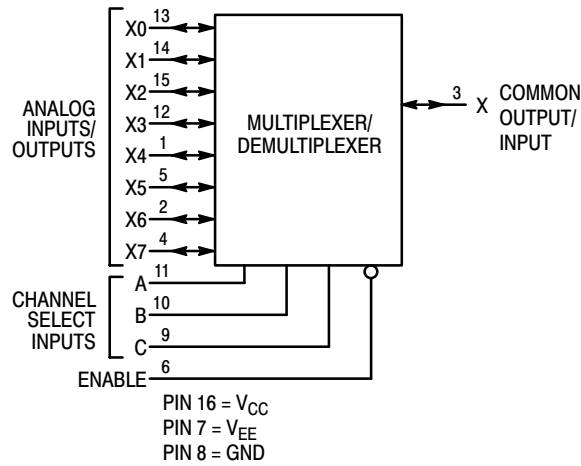 X0 13
X1 14
X2 15
X3 12
X4 1
X5 5
X6 2
X7 4
ANALOG
INPUTS/
OUTPUTS
MULTIPLEXER/
DEMULTIPLEXER
3
X
COMMON
OUTPUT/
INPUT
A 11
B 10
C 9
CHANNEL
SELECT
INPUTS
ENABLE 6
PIN 16 = VCC
PIN 7 = VEE
PIN 8 = GND